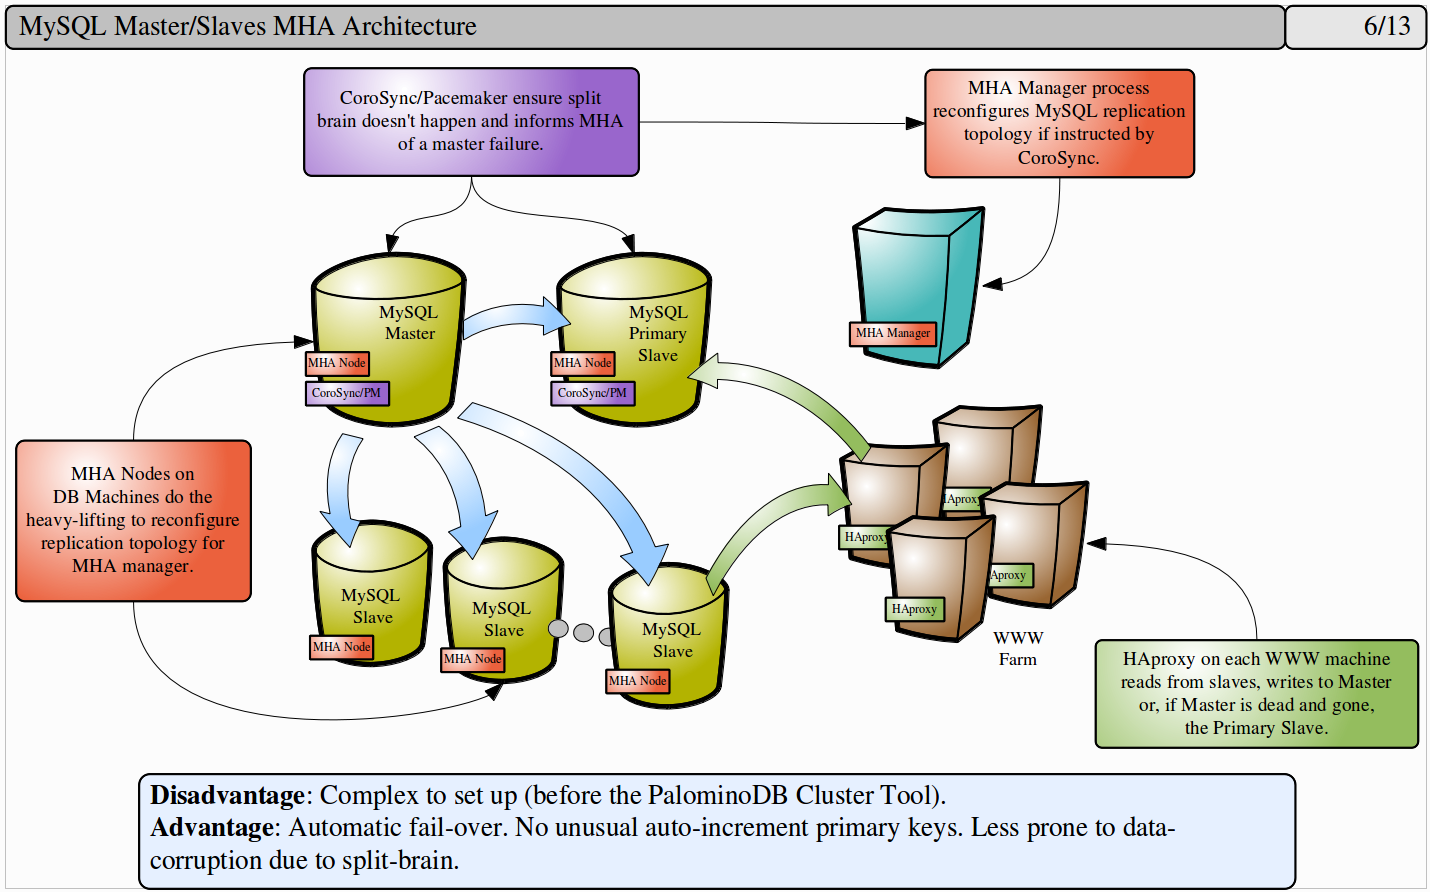 MySQL Master/Slaves MHA Architecture
6/13
CoroSync/Pacemaker ensure split
brain doesn't happen and informs MHA
of a master failure.
MHA Manager process
reconfigures MySQL replication
topology if instructed by
CoroSync.
MySQL
Master
MHA Node
CoroSync/PM
MySQL
Primary
Slave
MHA Node
CoroSync/PM
MHA Manager
MHA Nodes on
DB Machines do the
heavy-lifting to reconfigure
replication topology for
MHA manager.
MySQL
Slave
MHA Node
MySQL
Slave
MHA Node
MySQL
Slave
MHA Node
HAproxy
HAproxy
Aproxy
HAproxy
WWW
Farm
HAproxy on each WWW machine
reads from slaves, writes to Master
or, if Master is dead and gone,
the Primary Slave.
Disadvantage: Complex to set up (before the PalominoDB Cluster Tool).
Advantage: Automatic fail-over. No unusual auto-increment primary keys. Less prone to data-
corruption due to split-brain.